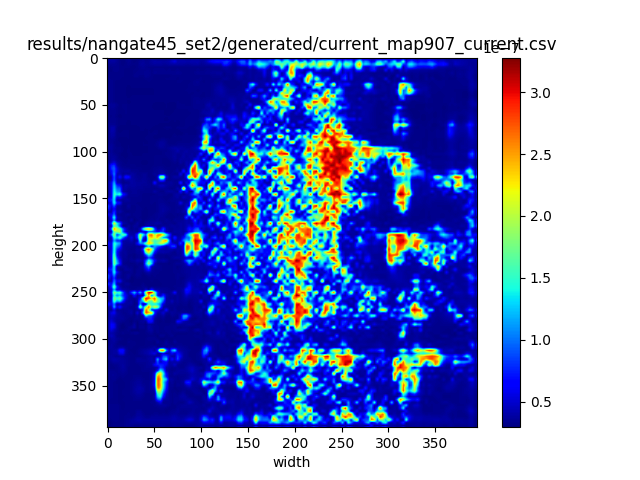 results/nangate45_set2/generated/current_map907_current.csv
1e−7
0
50
100
150
200
250
300
350
height
0 50 100 150 200 250 300 350
width
3.0
2.5
2.0
1.5
1.0
0.5